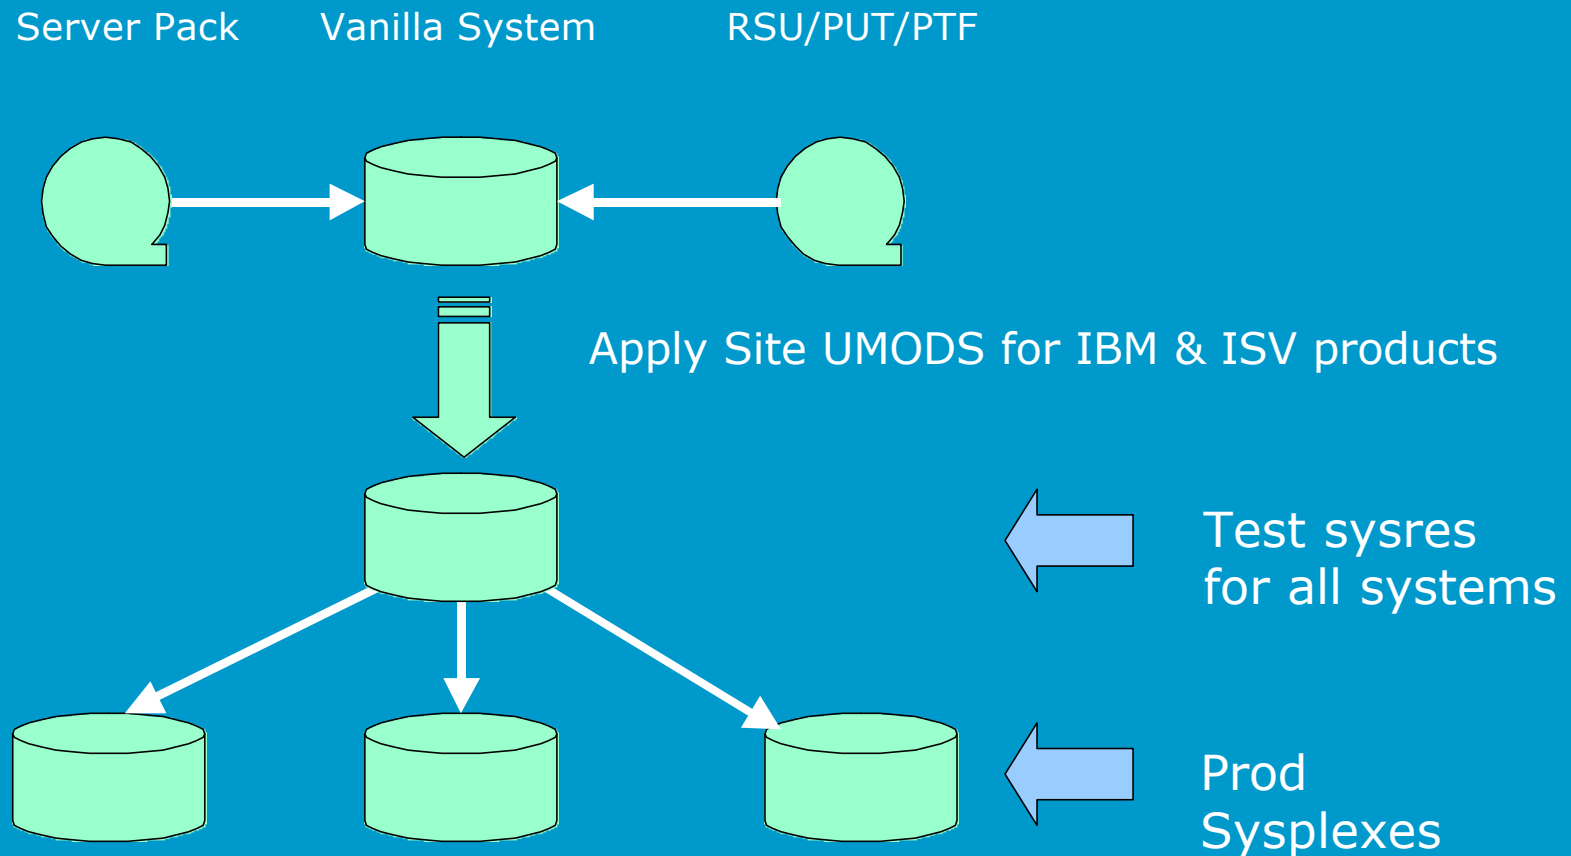 Server Pack
Vanilla System
RSU/PUT/PTF
Apply Site UMODS for IBM & ISV products
Test sysres
for all systems
Prod
Sysplexes